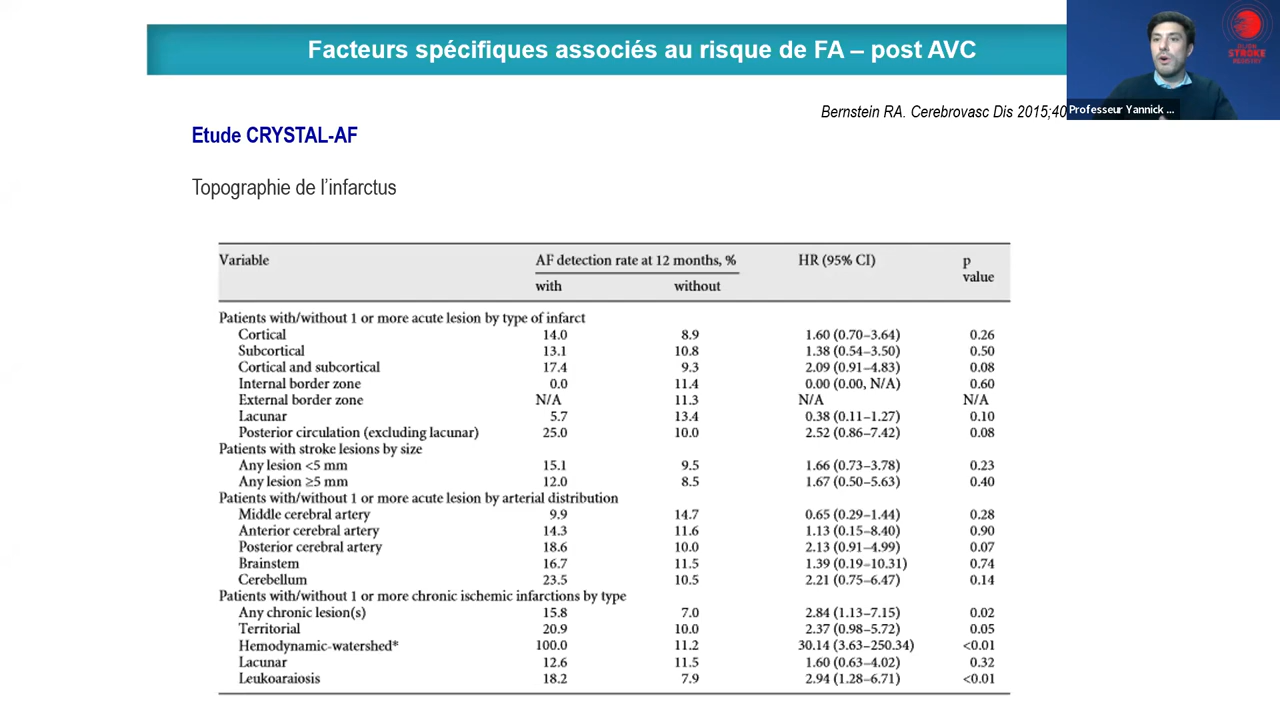 Facteurs spécifiques associés au risque de FA – post AVC
STROKE
REGISTRY
Bernstein RA. Cerebrovasc Dis 2015;40
Professeur Yannick ...
Etude CRYSTAL-AF
Topographie de l'infarctus
Variable AF detection rate at 12 months, % HR (95% CI) p value
with without
Patients with/without 1 or more acute lesion by type of infarct
Cortical 14.0 8.9 1.60 (0.70–3.64) 0.26
Subcortical 13.1 10.8 1.38 (0.54–3.50) 0.50
Cortical and subcortical 17.4 9.3 2.09 (0.91–4.83) 0.08
Internal border zone 0.0 11.4 0.00 (0.00, N/A) 0.60
External border zone N/A 11.3 N/A N/A
Lacunar 5.7 13.4 0.38 (0.11–1.27) 0.10
Posterior circulation (excluding lacunar) 25.0 10.0 2.52 (0.86–7.42) 0.08
Patients with stroke lesions by size
Any lesion <5 mm 15.1 9.5 1.66 (0.73–3.78) 0.23
Any lesion ≥5 mm 12.0 8.5 1.67 (0.50–5.63) 0.40
Patients with/without 1 or more acute lesion by arterial distribution
Middle cerebral artery 9.9 14.7 0.65 (0.29–1.44) 0.28
Anterior cerebral artery 14.3 11.6 1.13 (0.15–8.40) 0.90
Posterior cerebral artery 18.6 10.0 2.13 (0.91–4.99) 0.07
Brainstem 16.7 11.5 1.39 (0.19–10.31) 0.74
Cerebellum 23.5 10.5 2.21 (0.75–6.47) 0.14
Patients with/without 1 or more chronic ischemic infarctions by type
Any chronic lesion(s) 15.8 7.0 2.84 (1.13–7.15) 0.02
Territorial 20.9 10.0 2.37 (0.98–5.72) 0.05
Hemodynamic-watershed* 100.0 11.2 30.14 (3.63–250.34) <0.01
Lacunar 12.6 11.5 1.60 (0.63–4.02) 0.32
Leukoaraiosis 18.2 7.9 2.94 (1.28–6.71) <0.01